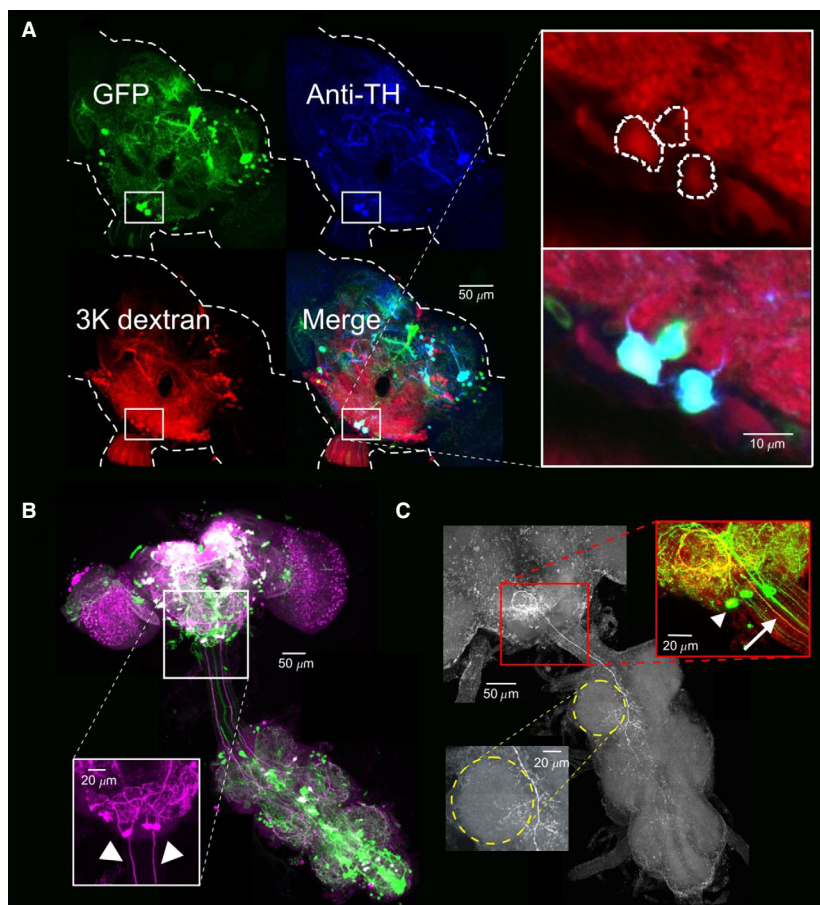 A
GFP
Anti-TH
50 μm
3K dextran
Merge
10 μm
B
50 μm
20 μm
C
20 μm
50 μm
20 μm